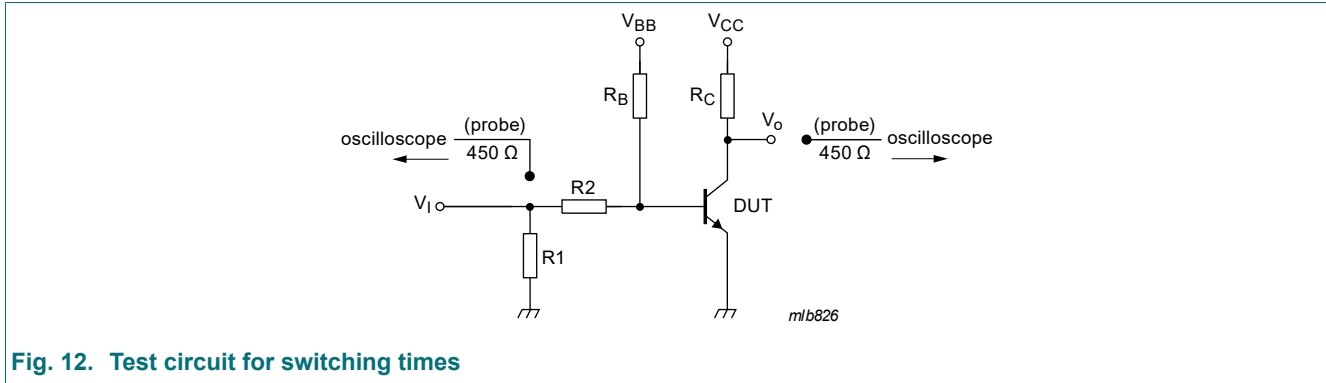 VBB
VCC
RB
RC
Vo
oscilloscope
(probe)
450 Ω
(probe)
450 Ω
oscilloscope
R2
VI
DUT
R1
mlb826
Fig. 12. Test circuit for switching times